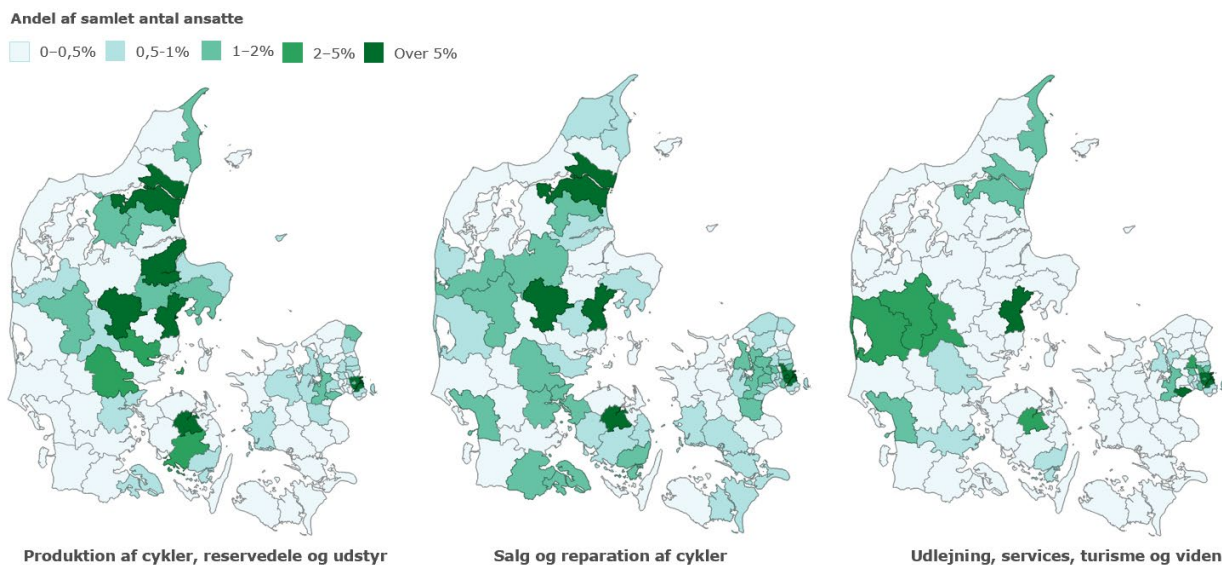 Andel af samlet antal ansatte
0–0,5% 0,5-1% 1–2% 2–5% Over 5%
Produktion af cykler, reservedele og udstyr Salg og reparation af cykler Udlejning, services, turisme og viden